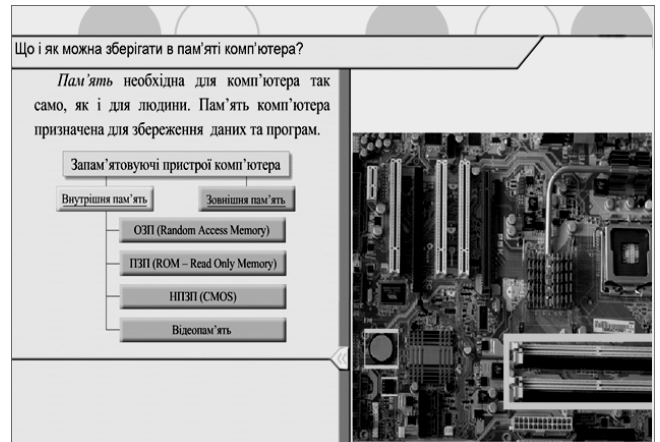 Що і як можна зберігати в пам’яті комп’ютера?
Пам’ять необхідна для комп’ютера так
само, як і для людини. Пам’ять комп’ютера
призначена для збереження даних та програм.
Запам’ятовуючі пристрої комп’ютера
Внутрішня пам’ять
Зовнішня пам’ять
ОЗП (Random Access Memory)
ПЗП (ROM – Read Only Memory)
НПЗП (CMOS)
Відеопам’ять